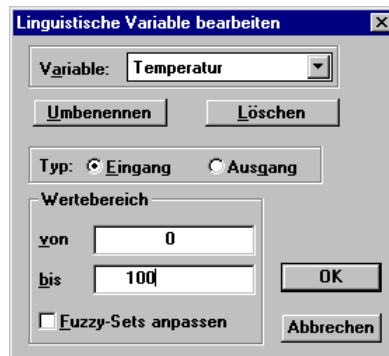 Linguistische Variable bearbeiten
Variable: Temperatur
Umbenennen Löschen
Typ: Eingang Ausgang
Wertebereich
von 0
bis 100
Fuzzy-Sets anpassen
OK
Abbrechen